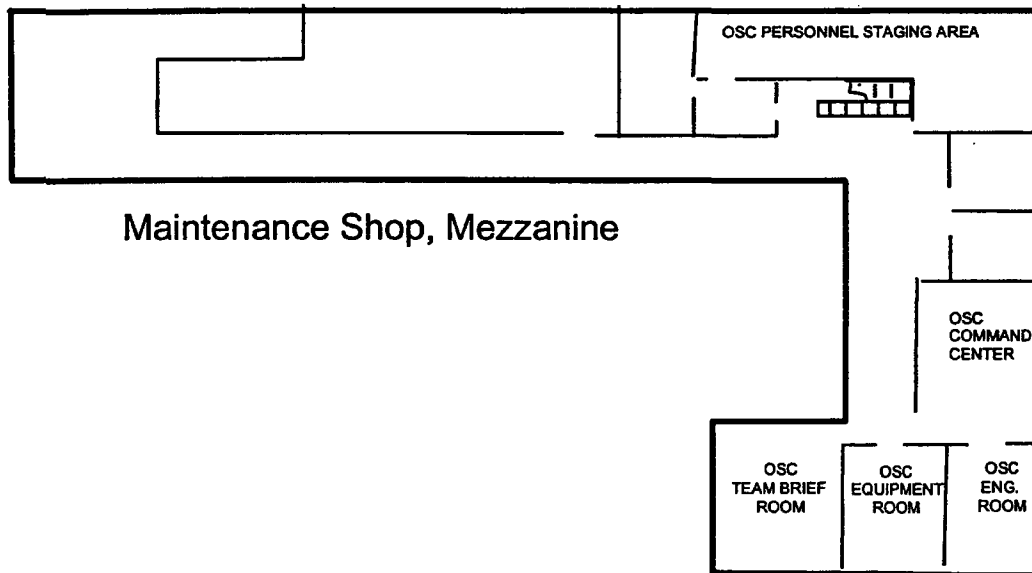 OSC PERSONNEL STAGING AREA
Maintenance Shop, Mezzanine
OSC
COMMAND
CENTER
OSC
TEAM BRIEF
ROOM
OSC
EQUIPMENT
ROOM
OSC
ENG.
ROOM